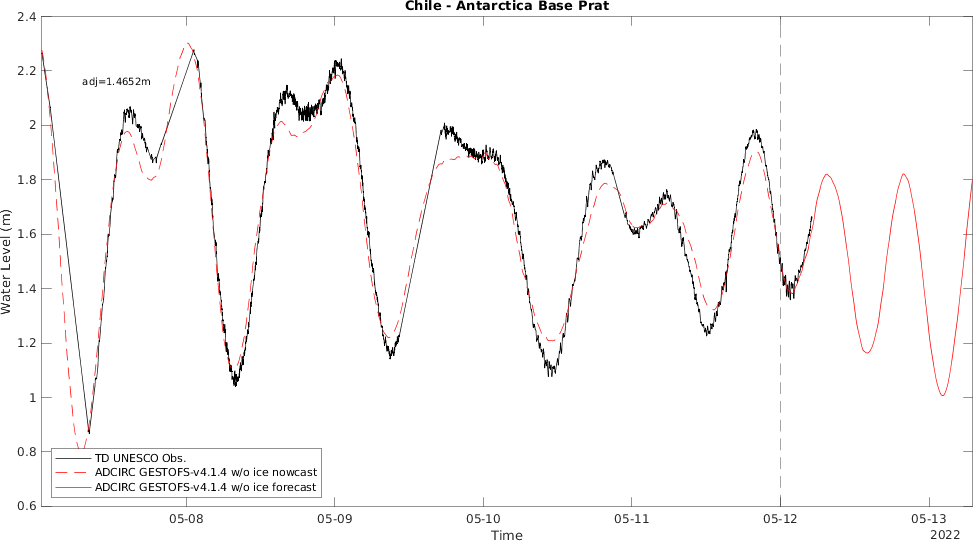 Chile - Antarctica Base Prat
adj=1.4652m
Water Level (m)
2.4
2.2
2
1.8
1.6
1.4
1.2
1
0.8
0.6
TD UNESCO Obs.
ADCIRC GESTOFS-v4.1.4 w/o ice nowcast
ADCIRC GESTOFS-v4.1.4 w/o ice forecast
05-08 05-09 05-10 05-11 05-12 05-13
Time
2022